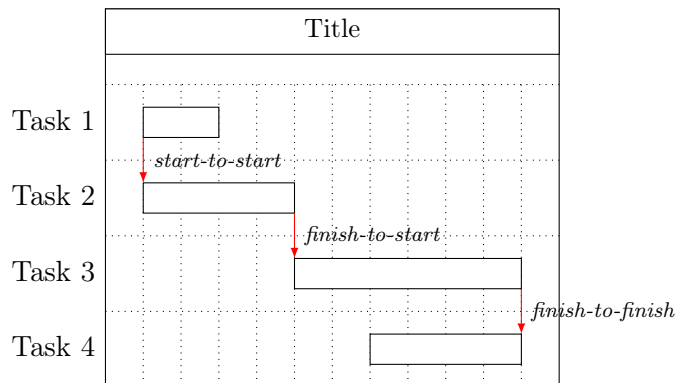 Title
Task 1
start-to-start
Task 2
finish-to-start
Task 3
finish-to-finish
Task 4